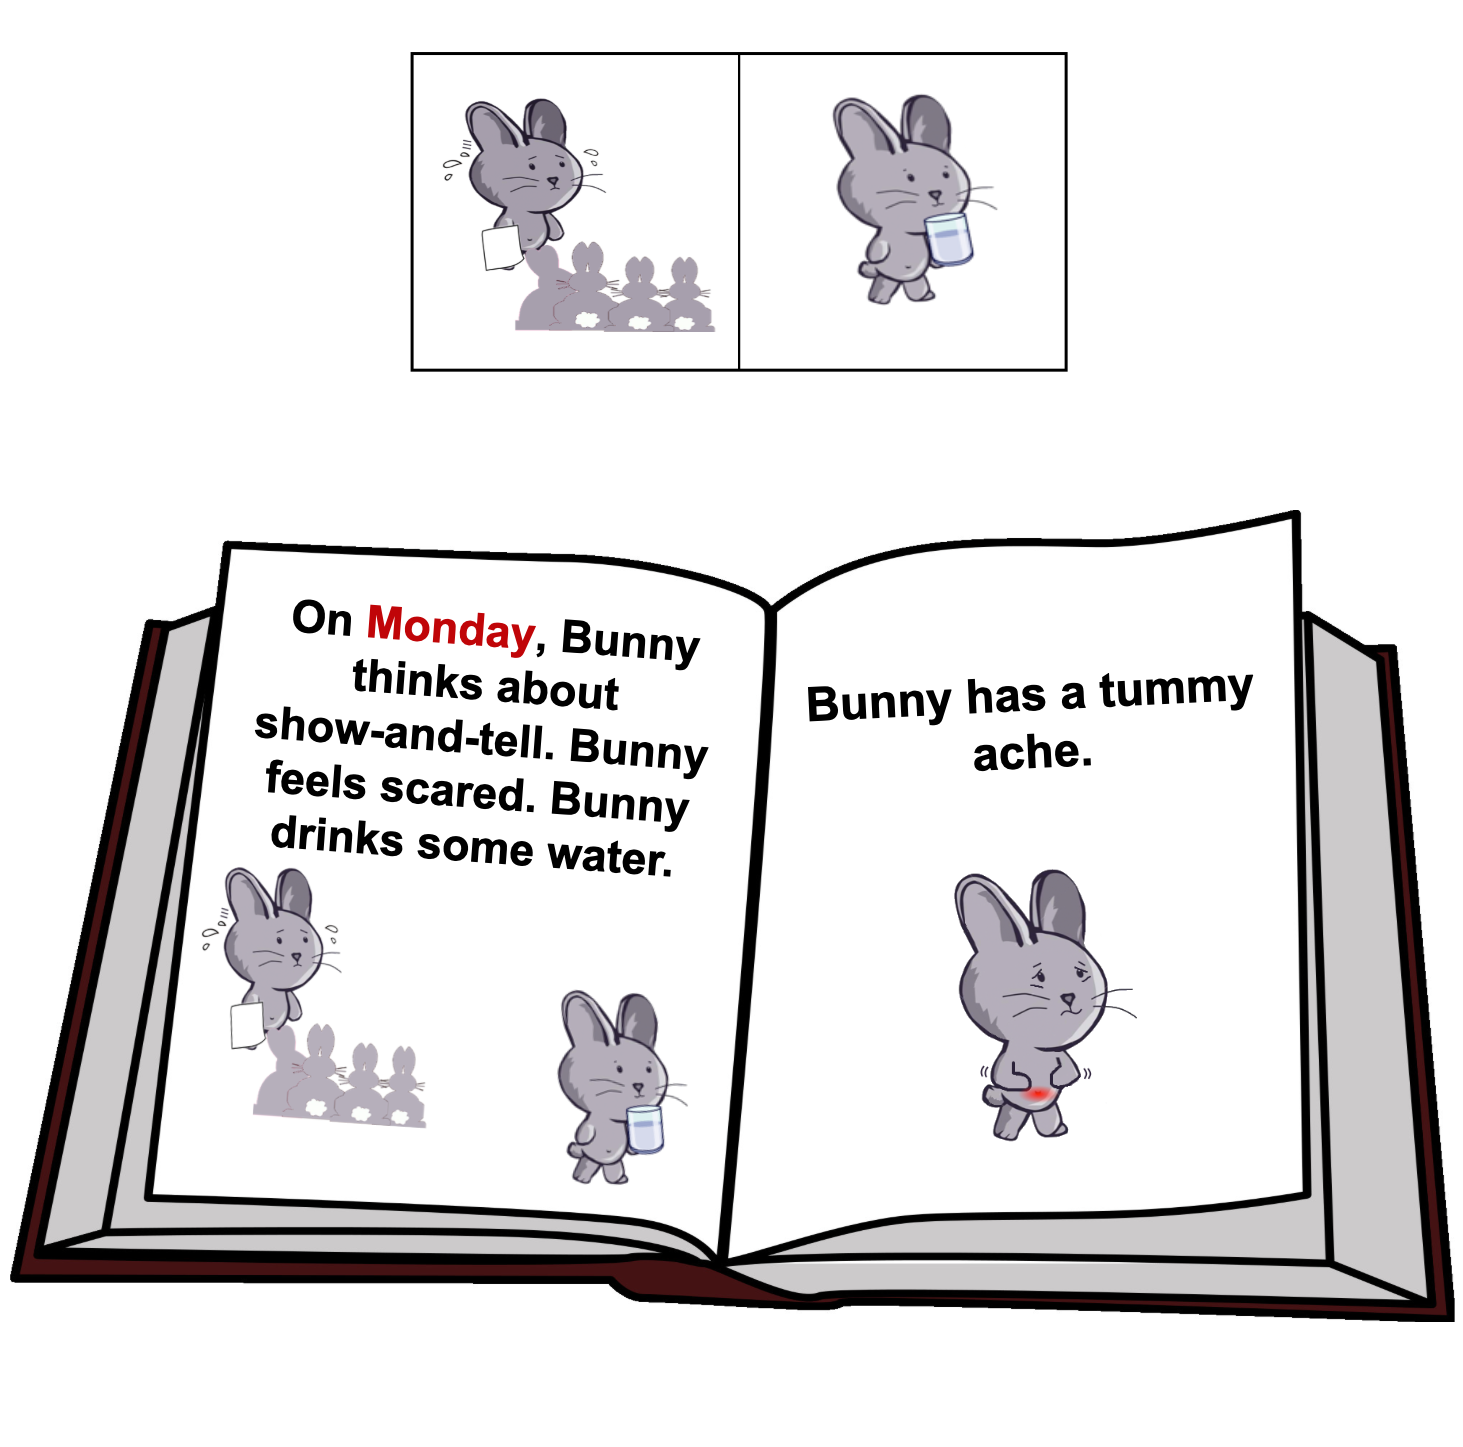 On Monday, Bunny
thinks about
show-and-tell. Bunny
feels scared. Bunny
drinks some water.
Bunny has a tummy
ache.